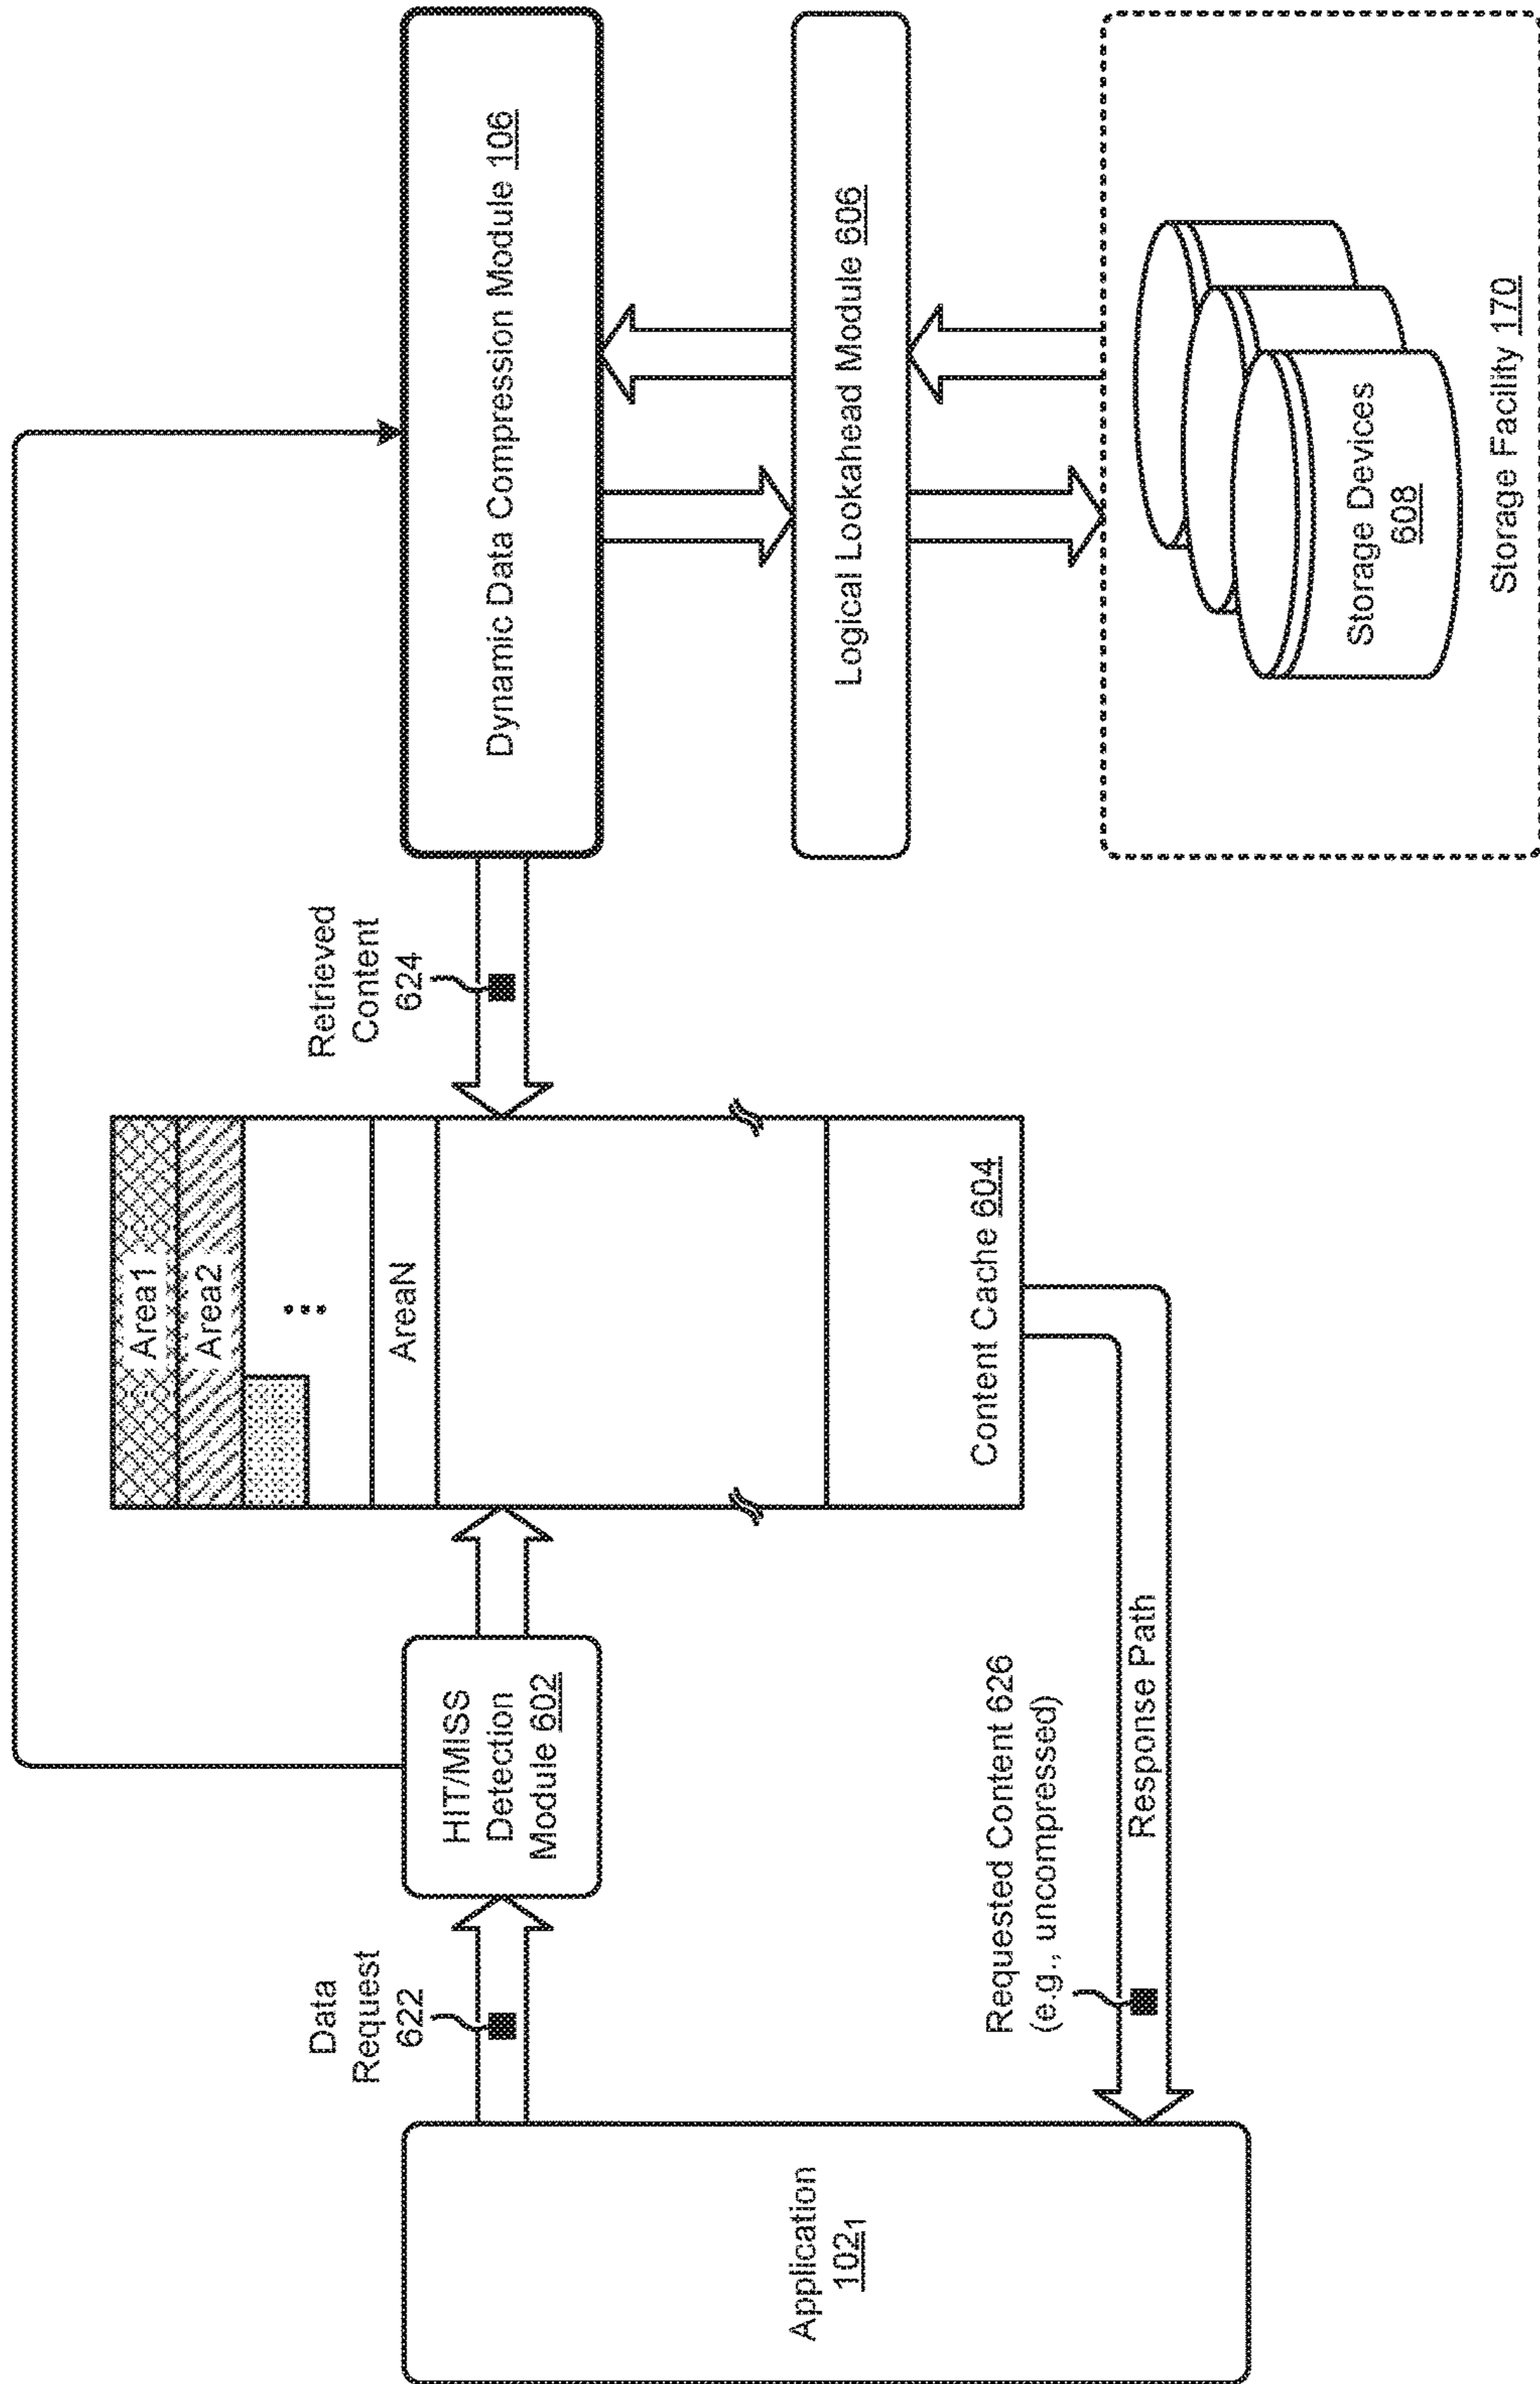 Data
Request
622
Application
102₁
HIT/MISS
Detection
Module 602
Area1
Area2
AreaN
Content Cache 604
Retrieved
Content
624
Requested Content 626
(e.g., uncompressed)
Response Path
Dynamic Data Compression Module 106
Logical Lookahead Module 606
Storage Devices
608
Storage Facility 170